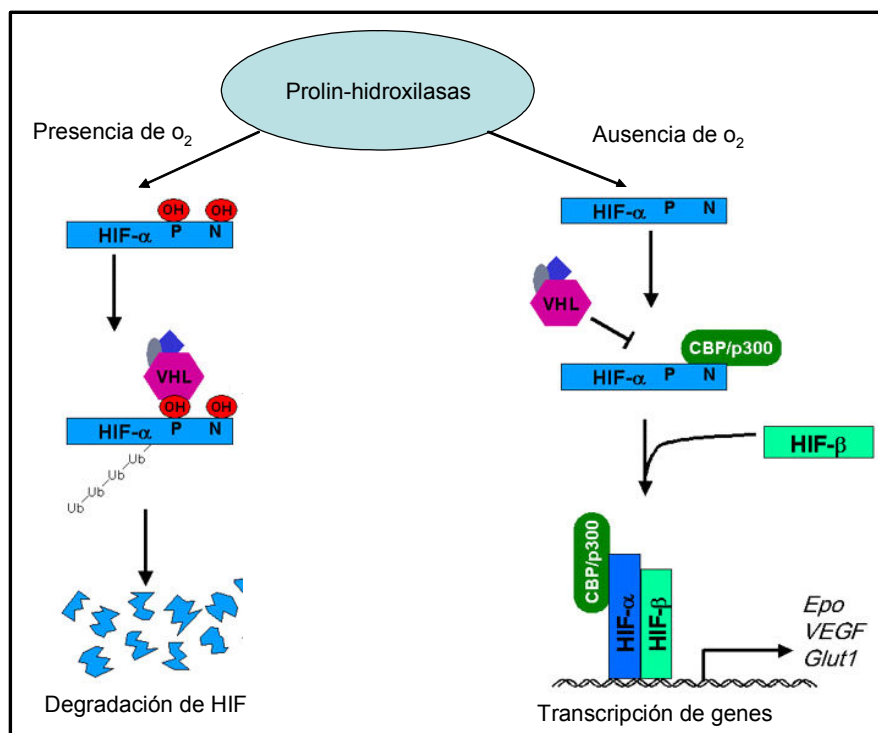 Prolin-hidroxilasas
Presencia de o₂
Ausencia de o₂
OH OH
HIF-α P N
HIF-α P N
VHL
CBP/p300
HIF-α P N
VHL
OH OH
HIF-α P N
Ub
Ub
Ub
Ub
HIF-β
CBP/p300
HIF-α
HIF-β
Epo
VEGF
Glut1
Degradación de HIF
Transcripción de genes